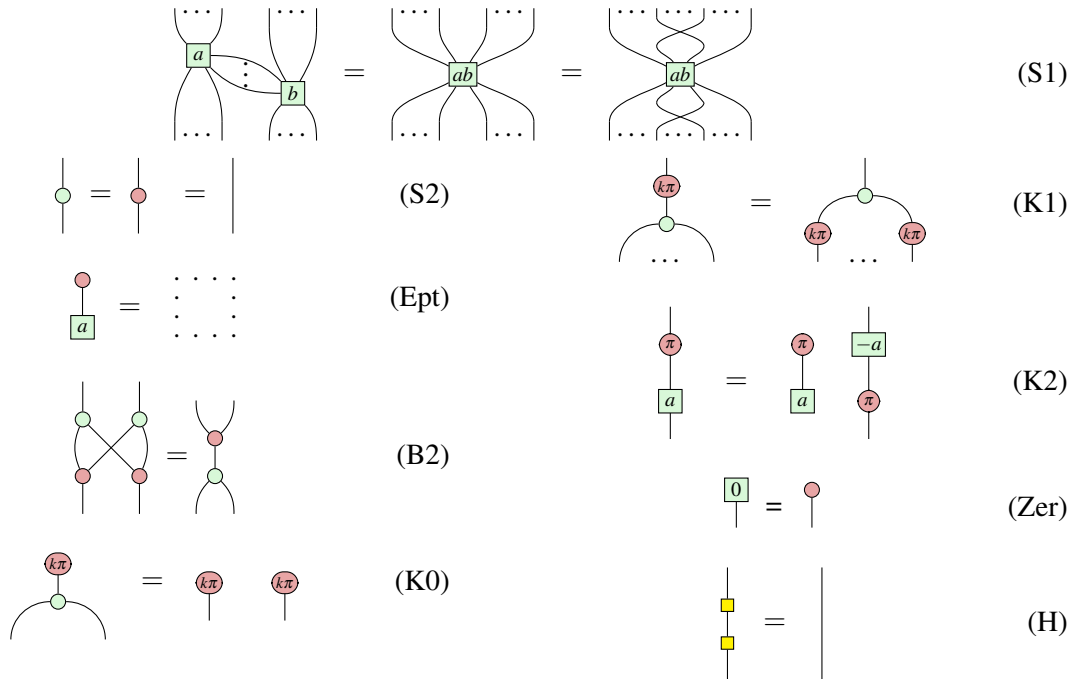 a ⋮ b = ab = ab (S1)
= = (S2)
kπ = kπ ··· kπ (K1)
a = (Ept)
π a = π a −a π (K2)
= (B2)
0 = (Zer)
kπ = kπ kπ (K0)
= (H)